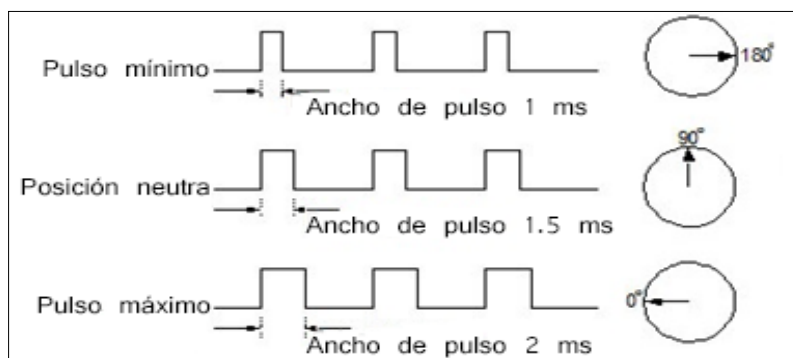 Pulso mínimo
180°
Ancho de pulso 1 ms
90°
Posición neutra
Ancho de pulso 1.5 ms
Pulso máximo
0°
Ancho de pulso 2 ms